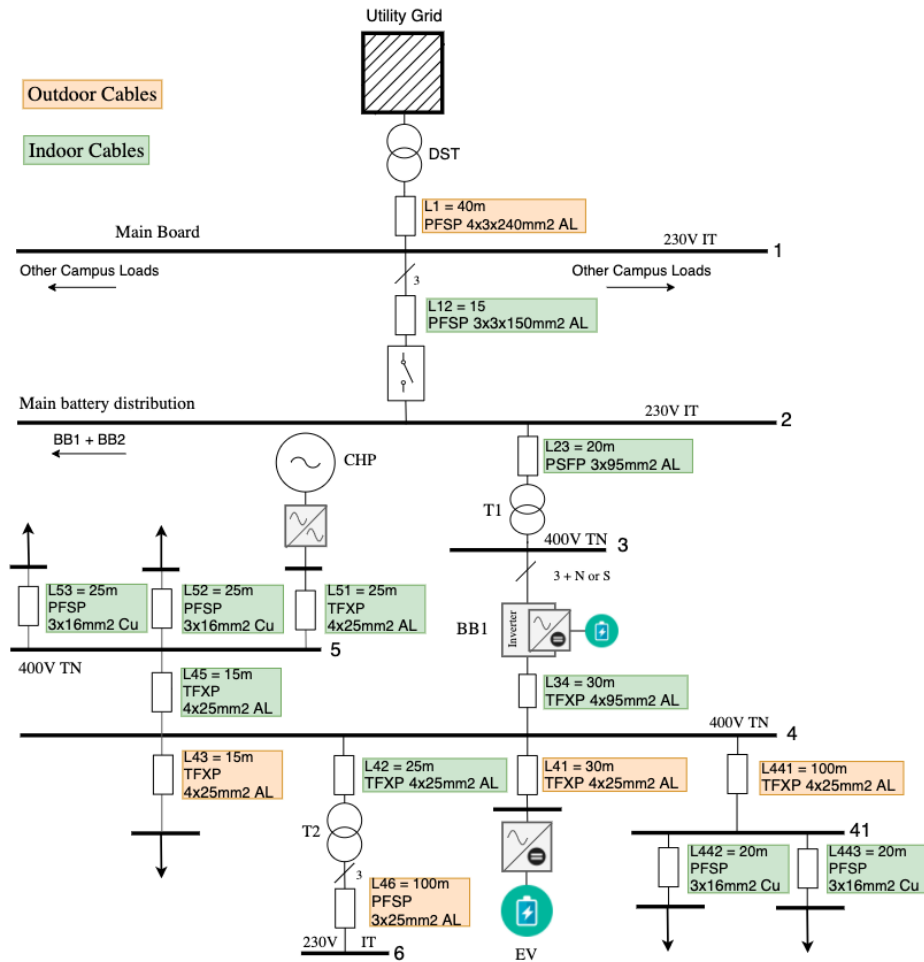 Utility Grid
Outdoor Cables
Indoor Cables
DST
L1 = 40m
PFSP 4x3x240mm2 AL
Main Board
230V IT
1
Other Campus Loads
Other Campus Loads
3
L12 = 15
PFSP 3x3x150mm2 AL
Main battery distribution
230V IT
2
BB1 + BB2
CHP
L23 = 20m
PSFP 3x95mm2 AL
T1
400V TN
3
3 + N or S
L53 = 25m
PFSP
3x16mm2 Cu
L52 = 25m
PFSP
3x16mm2 Cu
L51 = 25m
TFXP
4x25mm2 AL
BB1
Inverter
5
400V TN
L45 = 15m
TFXP
4x25mm2 AL
L34 = 30m
TFXP 4x95mm2 AL
400V TN
4
L43 = 15m
TFXP
4x25mm2 AL
L42 = 25m
TFXP 4x25mm2 AL
L41 = 30m
TFXP 4x25mm2 AL
L441 = 100m
TFXP 4x25mm2 AL
T2
41
3
L46 = 100m
PFSP
3x25mm2 AL
L442 = 20m
PFSP
3x16mm2 Cu
L443 = 20m
PFSP
3x16mm2 Cu
230V IT
6
EV